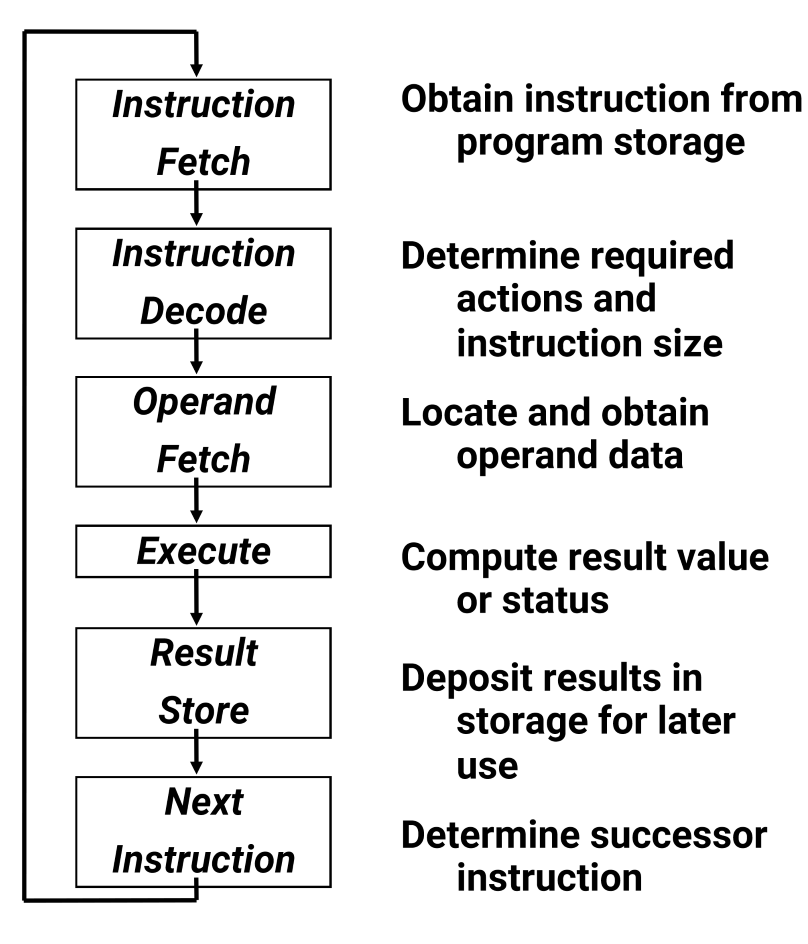 Instruction
Fetch
Obtain instruction from
program storage
Instruction
Decode
Determine required
actions and
instruction size
Operand
Fetch
Locate and obtain
operand data
Execute
Compute result value
or status
Result
Store
Deposit results in
storage for later
use
Next
Instruction
Determine successor
instruction